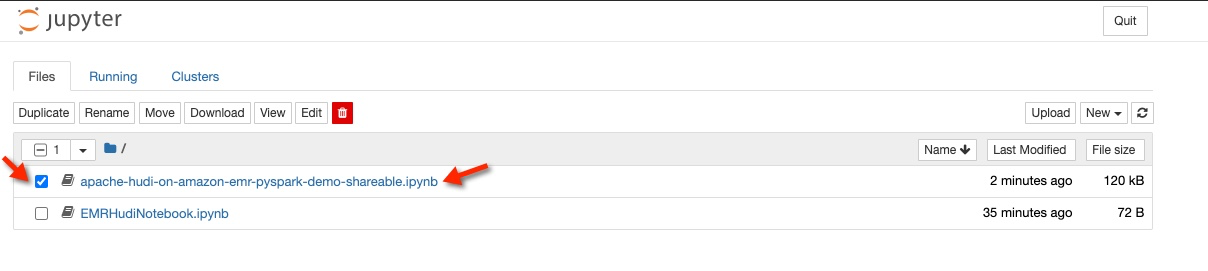 jupyter Quit
Files Running Clusters
Duplicate Rename Move Download View Edit Upload New
1 / Name Last Modified File size
apache-hudi-on-amazon-emr-pyspark-demo-shareable.ipynb 2 minutes ago 120 kB
EMRHudiNotebook.ipynb 35 minutes ago 72 B